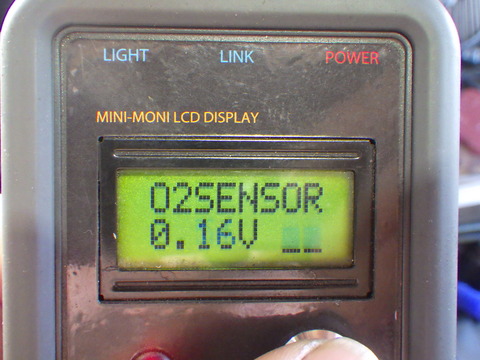 LIGHT LINK POWER
MINI-MONI LCD DISPLAY
O2SENSOR
0.16V